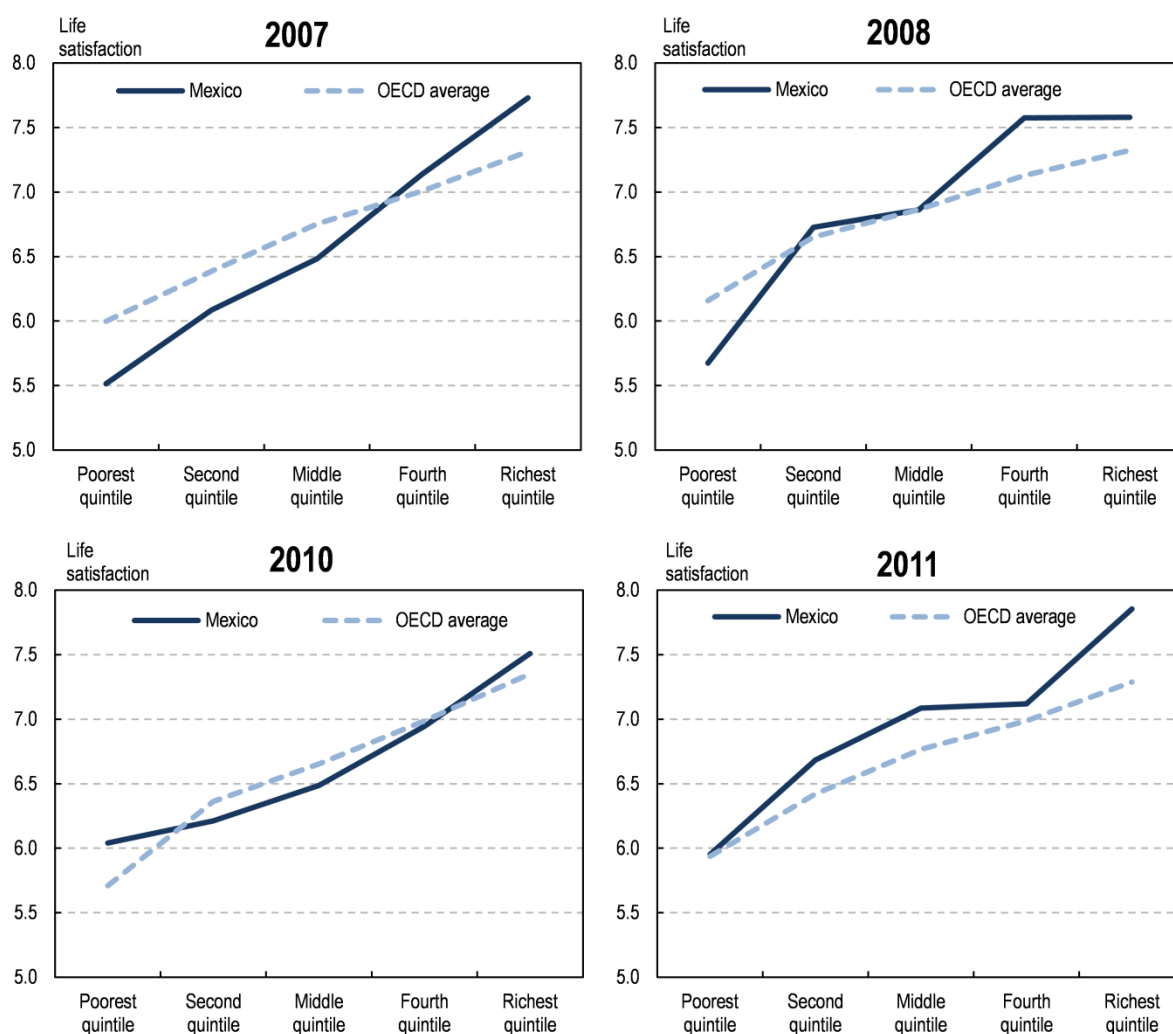 Life
satisfaction
2007
Mexico
OECD average
8.0
7.5
7.0
6.5
6.0
5.5
5.0
Poorest
quintile
Second
quintile
Middle
quintile
Fourth
quintile
Richest
quintile
Life
satisfaction
2008
Mexico
OECD average
8.0
7.5
7.0
6.5
6.0
5.5
5.0
Poorest
quintile
Second
quintile
Middle
quintile
Fourth
quintile
Richest
quintile
Life
satisfaction
2010
Mexico
OECD average
8.0
7.5
7.0
6.5
6.0
5.5
5.0
Poorest
quintile
Second
quintile
Middle
quintile
Fourth
quintile
Richest
quintile
Life
satisfaction
2011
Mexico
OECD average
8.0
7.5
7.0
6.5
6.0
5.5
5.0
Poorest
quintile
Second
quintile
Middle
quintile
Fourth
quintile
Richest
quintile